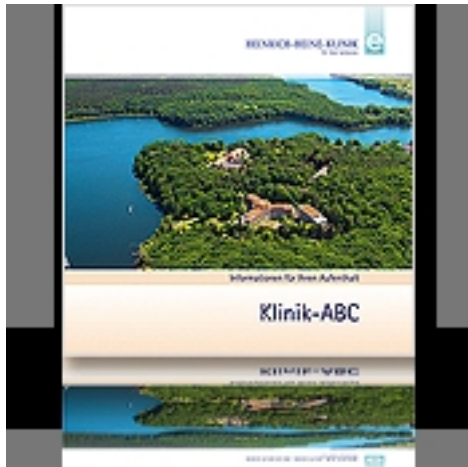 HEINRICH-HEINE-KLINIK
e
Informationen für Ihren Aufenthalt
Klinik-ABC